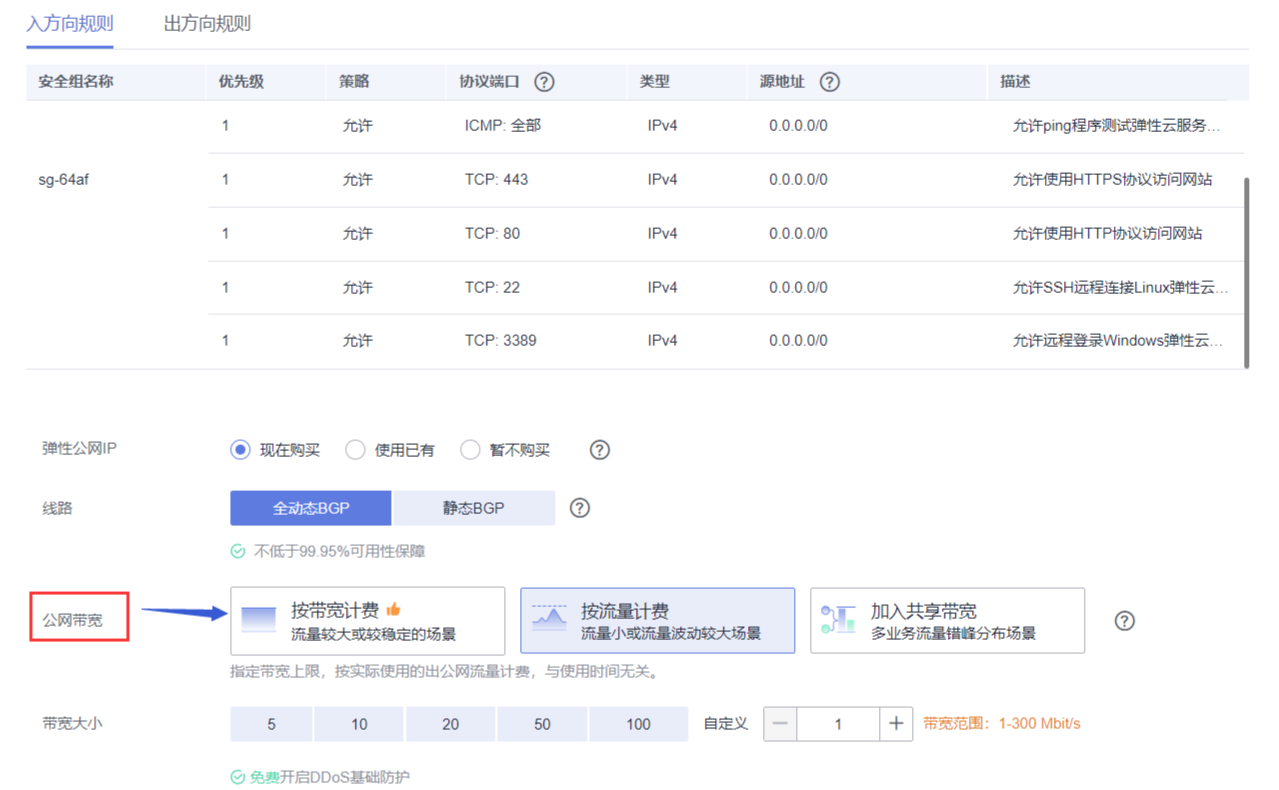 入方向规则 出方向规则
安全组名称 优先级 策略 协议端口 ? 类型 源地址 ? 描述
1 允许 ICMP: 全部 IPv4 0.0.0.0/0 允许ping程序测试弹性云服务...
sg-64af 1 允许 TCP: 443 IPv4 0.0.0.0/0 允许使用HTTPS协议访问网站
1 允许 TCP: 80 IPv4 0.0.0.0/0 允许使用HTTP协议访问网站
1 允许 TCP: 22 IPv4 0.0.0.0/0 允许SSH远程连接Linux弹性云...
1 允许 TCP: 3389 IPv4 0.0.0.0/0 允许远程登录Windows弹性云...
弹性公网IP 现在购买 使用已有 暂不购买 ?
线路 全动态BGP 静态BGP ?
不低于99.95%可用性保障
公网带宽 按带宽计费 按流量计费 加入共享带宽 ?
流量较大或较稳定的场景 流量小或流量波动较大场景 多业务流量错峰分布场景
指定带宽上限，按实际使用的出公网流量计费，与使用时间无关。
带宽大小 5 10 20 50 100 自定义 — 1 + 带宽范围：1-300 Mbit/s
免费开启DDoS基础防护